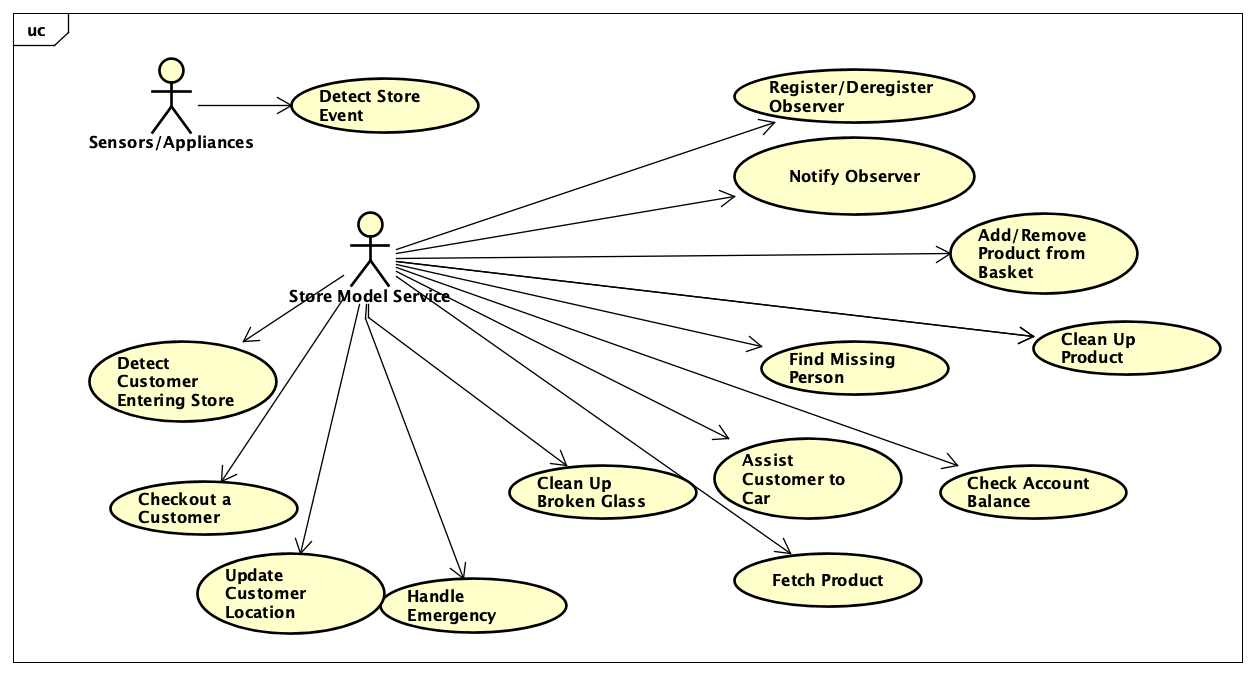 uc
Detect Store
Event
Sensors/Appliances
Register/Deregister
Observer
Notify Observer
Add/Remove
Product from
Basket
Store Model Service
Clean Up
Product
Find Missing
Person
Detect
Customer
Entering Store
Assist
Customer to
Car
Check Account
Balance
Clean Up
Broken Glass
Checkout a
Customer
Fetch Product
Update
Customer
Location
Handle
Emergency